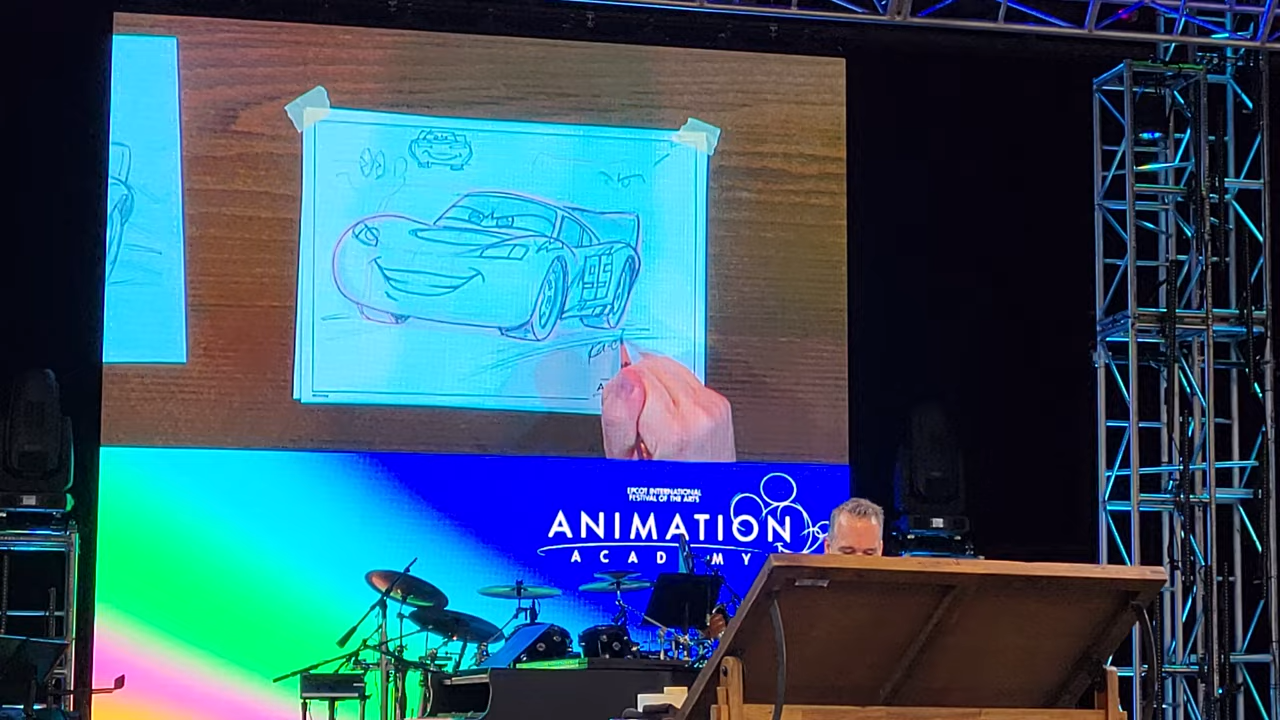 95
EPCOT INTERNATIONAL
FESTIVAL OF THE ARTS
ANIMATION
ACADEMY